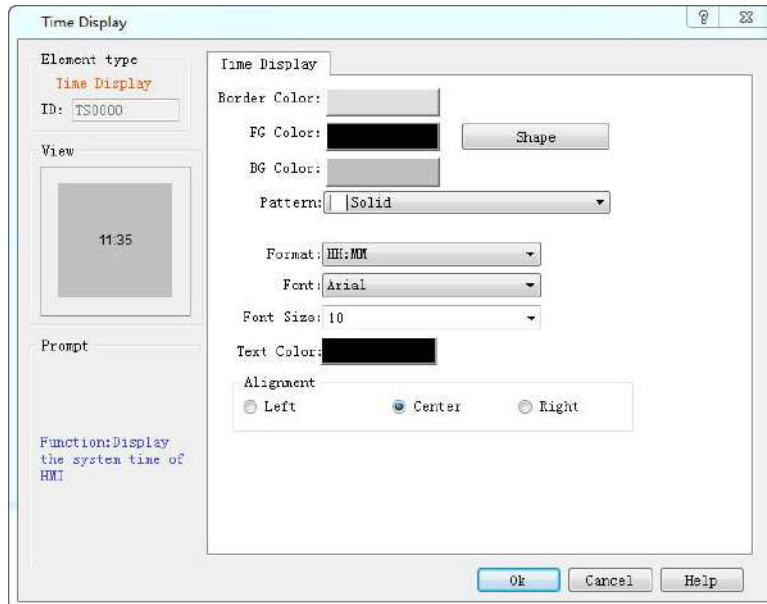 Time Display
Element type
Time Display
ID: TS0000
View
11:35
Prompt
Function:Display
the system time of
HMI
Time Display
Border Color:
FG Color:
Shape
BG Color:
Pattern: Solid
Format: HH:MM
Font: Arial
Font Size: 10
Text Color:
Alignment
Left Center Right
Ok Cancel Help